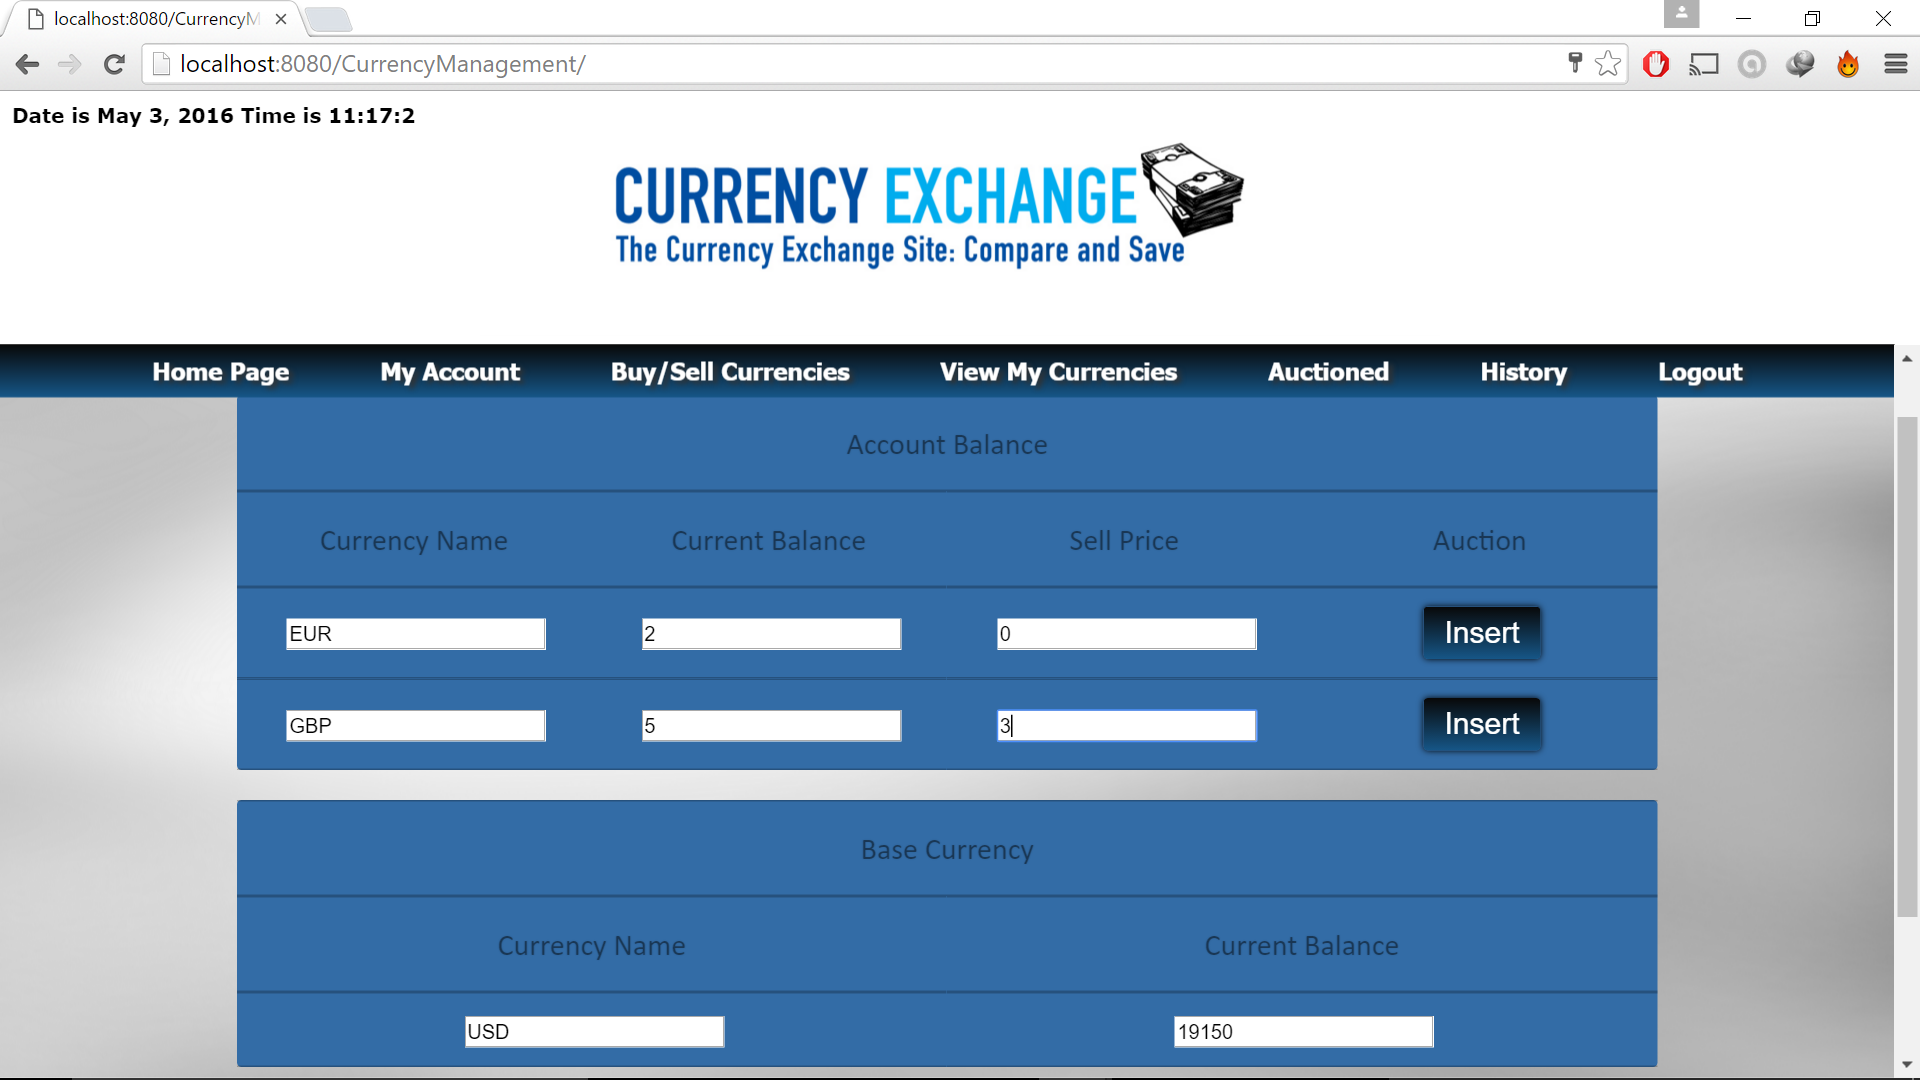 localhost:8080/CurrencyM
localhost:8080/CurrencyManagement/
Date is May 3, 2016 Time is 11:17:2
CURRENCY EXCHANGE
The Currency Exchange Site: Compare and Save
Home Page My Account Buy/Sell Currencies View My Currencies Auctioned History Logout
Account Balance
Currency Name Current Balance Sell Price Auction
EUR 2 0 Insert
GBP 5 3 Insert
Base Currency
Currency Name Current Balance
USD 19150